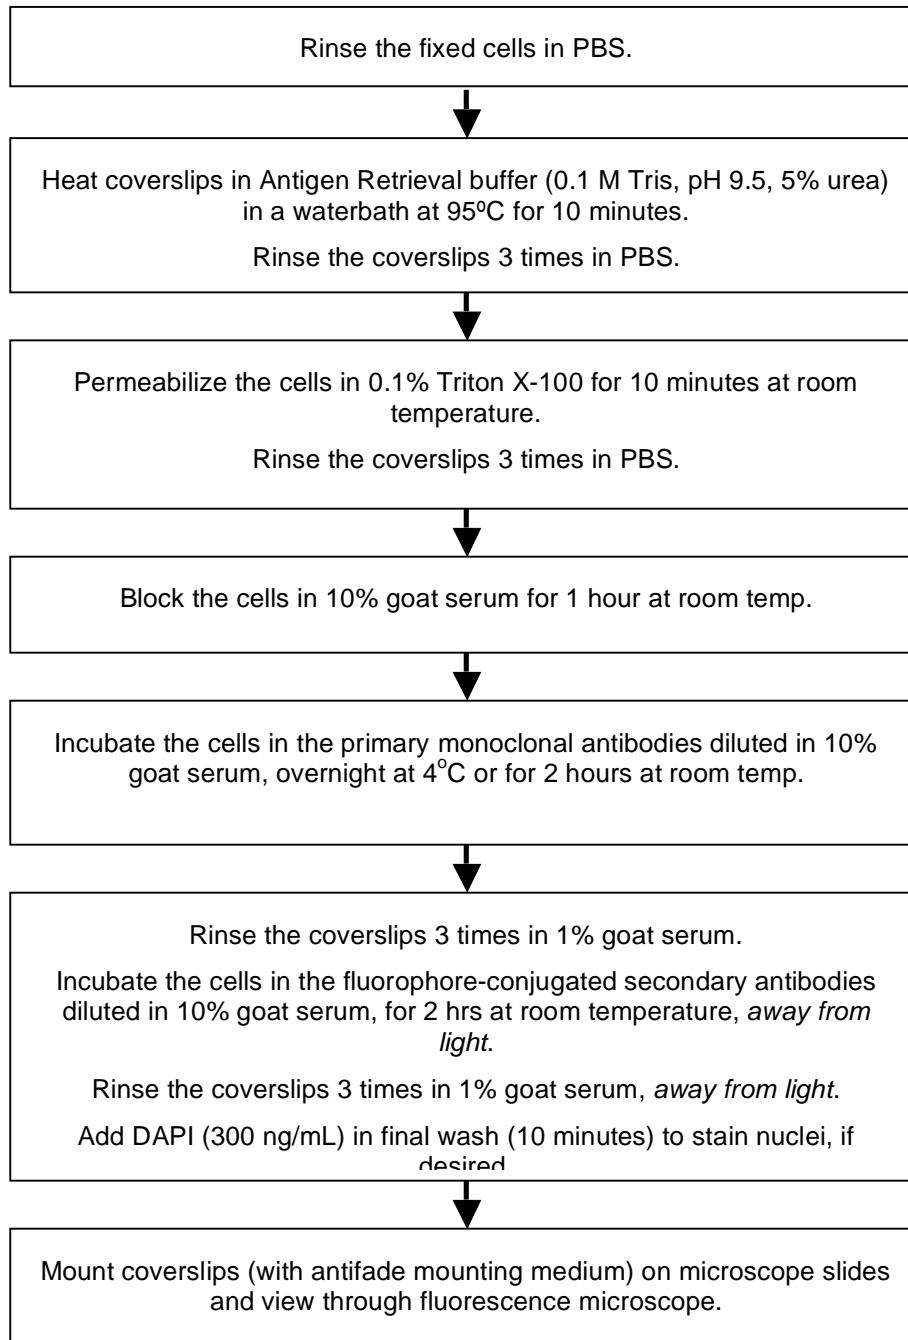 Rinse the fixed cells in PBS.
Heat coverslips in Antigen Retrieval buffer (0.1 M Tris, pH 9.5, 5% urea)
in a waterbath at 95ºC for 10 minutes.
Rinse the coverslips 3 times in PBS.
Permeabilize the cells in 0.1% Triton X-100 for 10 minutes at room
temperature.
Rinse the coverslips 3 times in PBS.
Block the cells in 10% goat serum for 1 hour at room temp.
Incubate the cells in the primary monoclonal antibodies diluted in 10%
goat serum, overnight at 4°C or for 2 hours at room temp.
Rinse the coverslips 3 times in 1% goat serum.
Incubate the cells in the fluorophore-conjugated secondary antibodies
diluted in 10% goat serum, for 2 hrs at room temperature, away from
light.
Rinse the coverslips 3 times in 1% goat serum, away from light.
Add DAPI (300 ng/mL) in final wash (10 minutes) to stain nuclei, if
desired
Mount coverslips (with antifade mounting medium) on microscope slides
and view through fluorescence microscope.